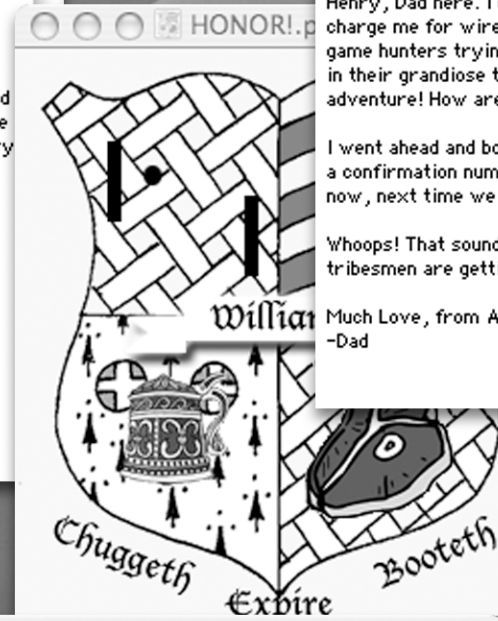 HONOR!.p
Henry, Dad here. I
charge me for wire
game hunters tryin
in their grandiose t
adventure! How are
I went ahead and bo
a confirmation num
now, next time we
Whoops! That sound
tribesmen are getti
Much Love, from A
-Dad
d
e
ry
William
Chuggeth
Booteth
Expire